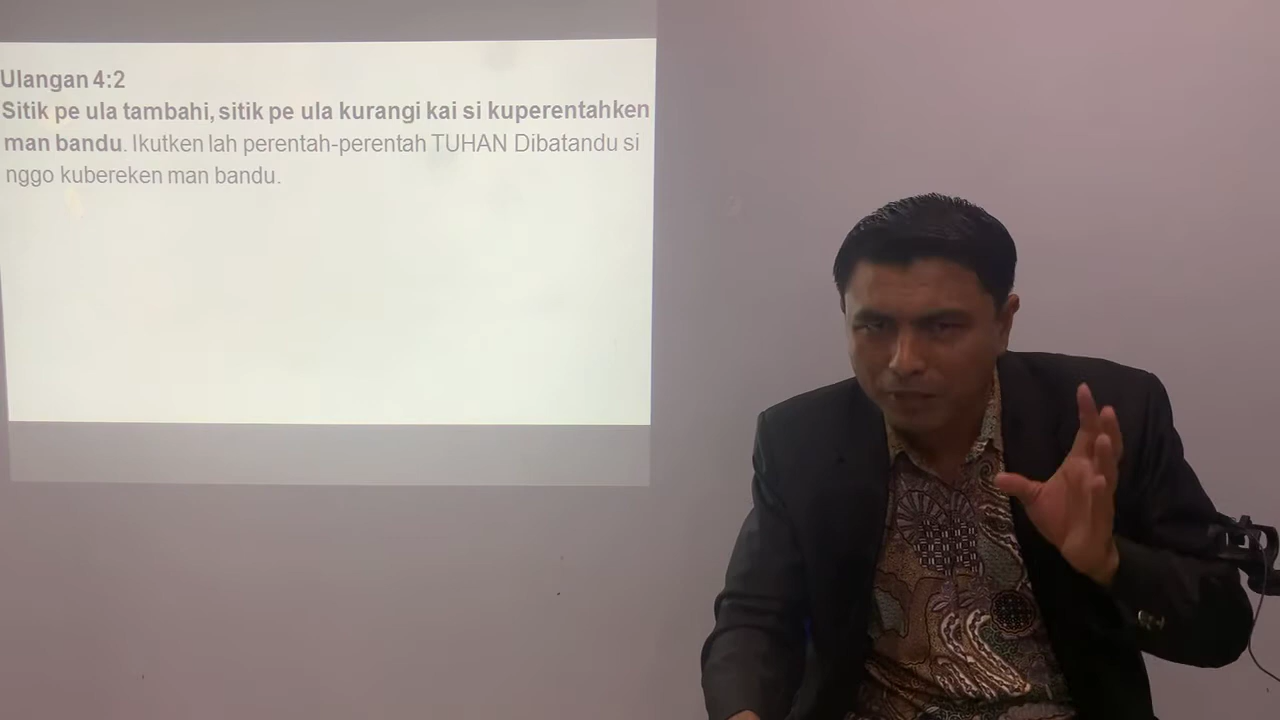 Ulangan 4:2
Sitik pe ula tambahi, sitik pe ula kurangi kai si kuperentahken
man bandu. Ikutken lah perentah-perentah TUHAN Dibatandu si
nggo kubereken man bandu.